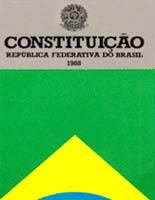 CONSTITUIÇÃO
REPÚBLICA FEDERATIVA DO BRASIL
1988